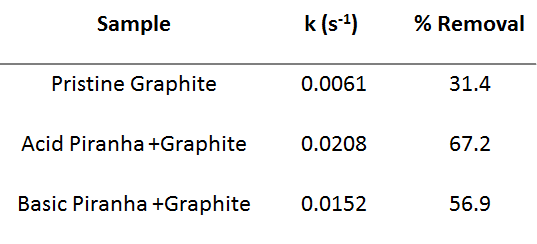 Sample k (s-1) % Removal
Pristine Graphite 0.0061 31.4
Acid Piranha +Graphite 0.0208 67.2
Basic Piranha +Graphite 0.0152 56.9